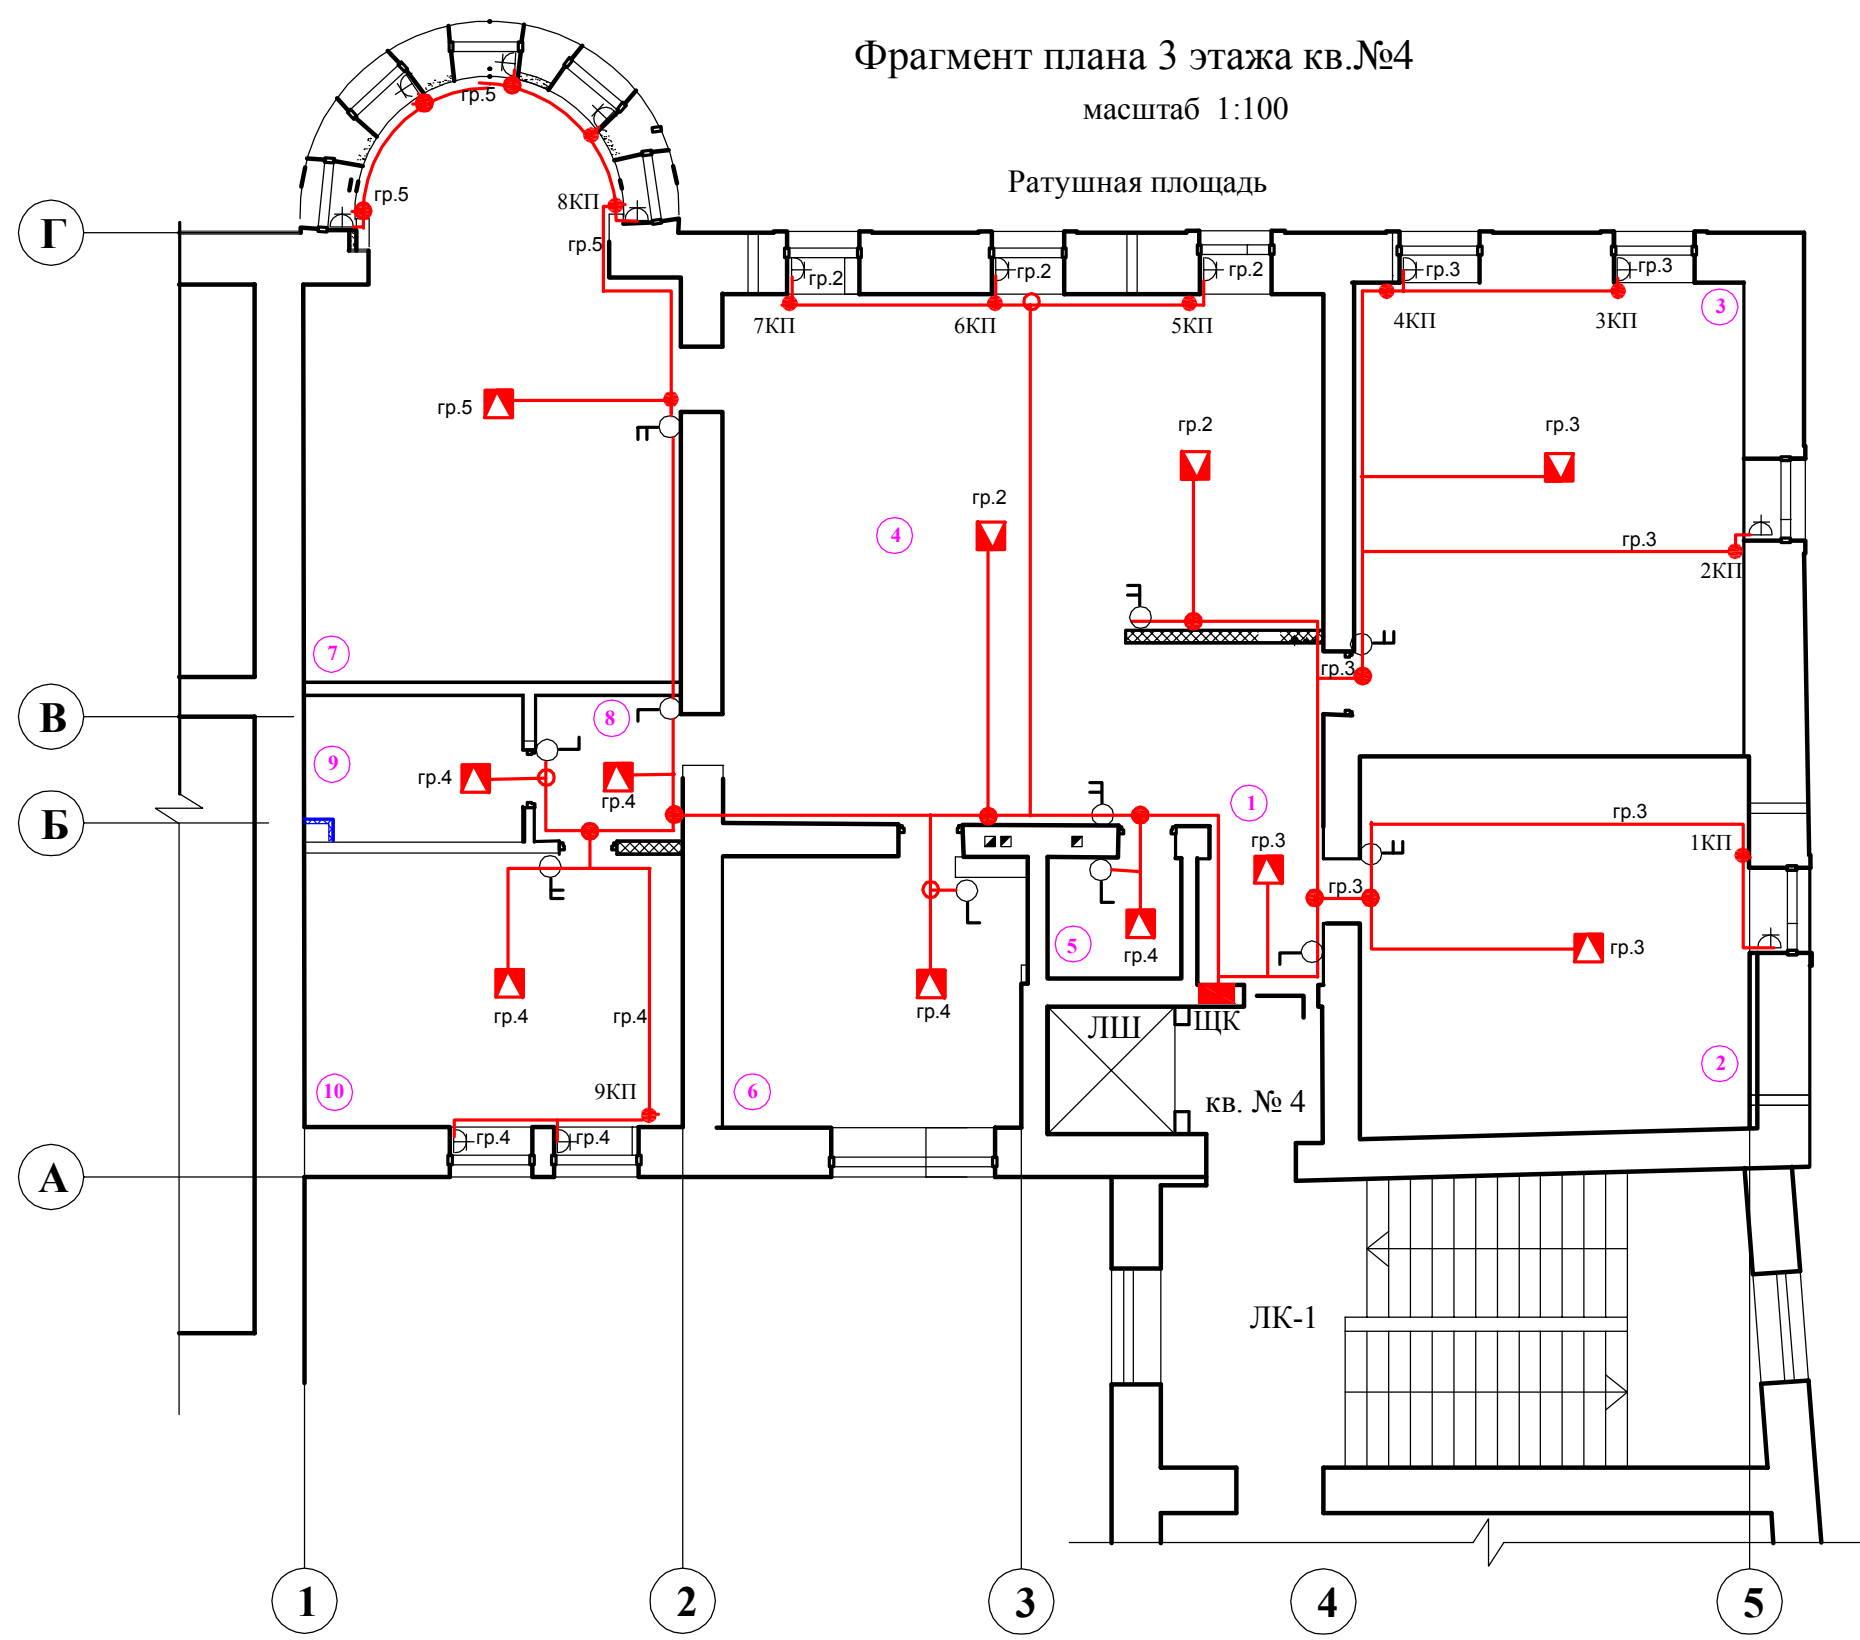 Фрагмент плана 3 этажа кв.№4
масштаб 1:100
Ратушная площадь
гр.5
гр.5
8КП
гр.5
Г
гр.2
гр.2
гр.2
гр.3
гр.3
7КП
6КП
5КП
4КП
3КП
3
гр.5
гр.2
гр.3
гр.2
4
гр.3
2КП
7
гр.3
В
8
9
гр.4
гр.4
1
Б
гр.3
гр.3
1КП
гр.3
5
гр.4
гр.3
гр.4
гр.4
гр.4
ЛШ
ЩК
2
10
9КП
6
кв. № 4
гр.4
гр.4
А
ЛК-1
1
2
3
4
5